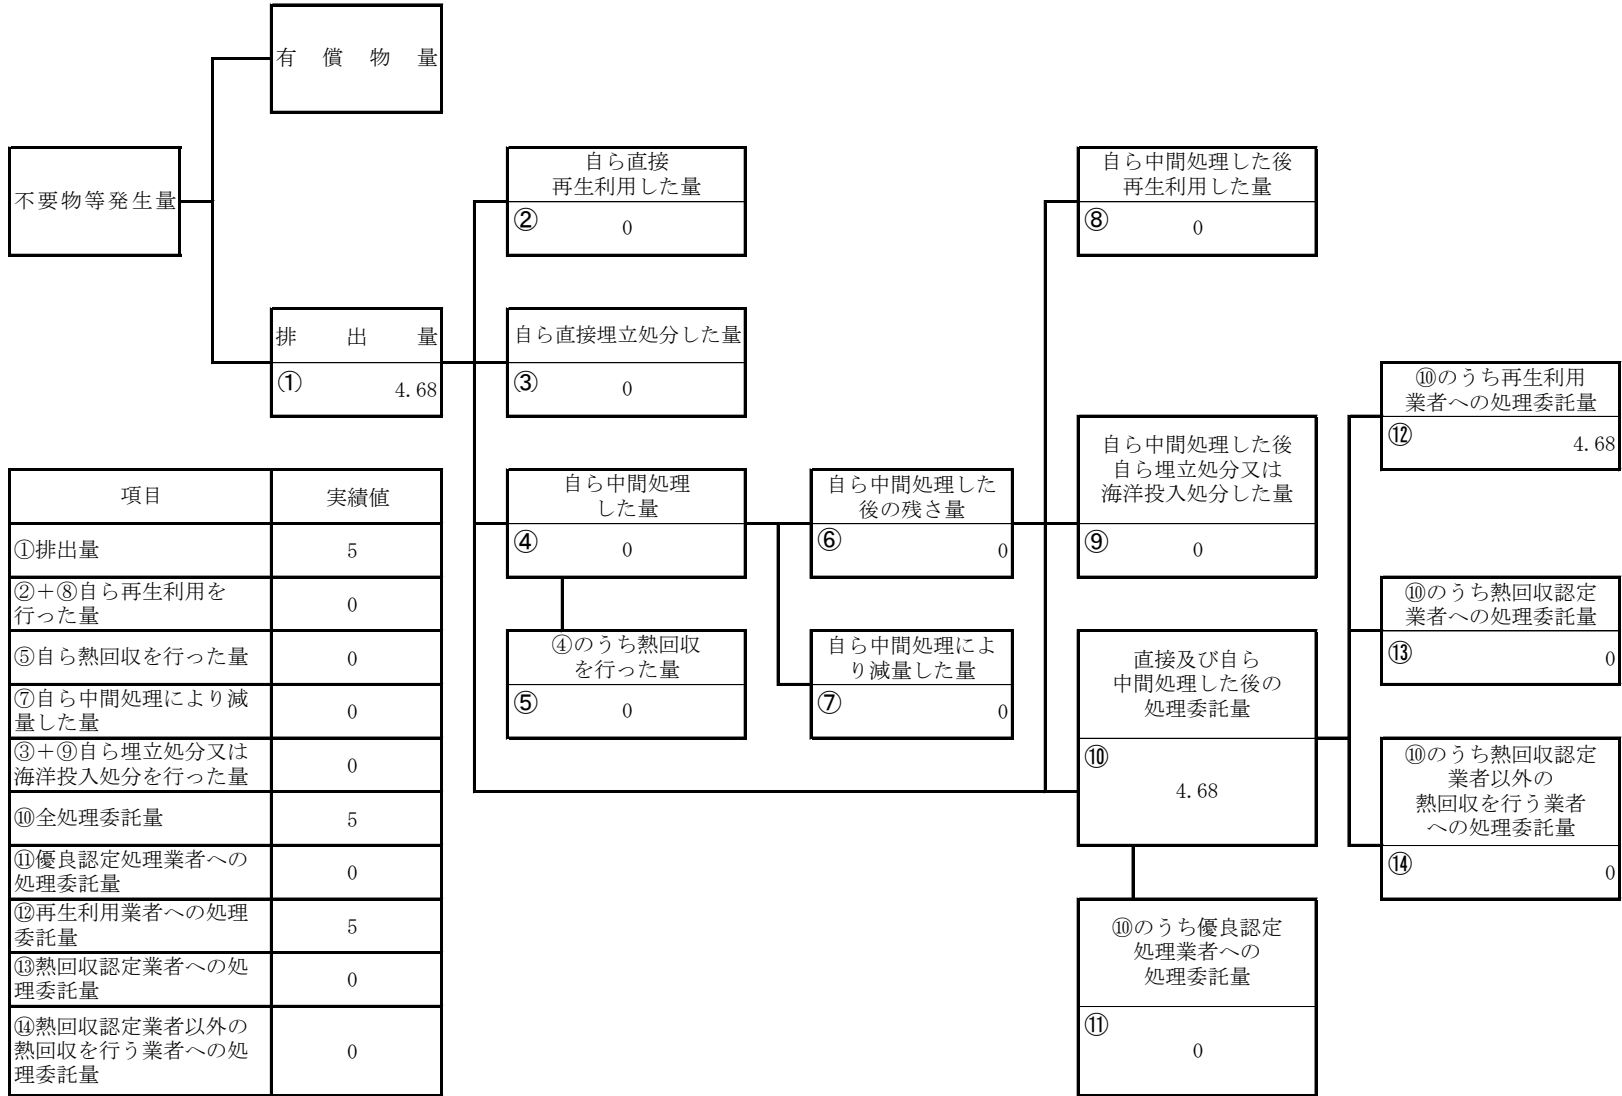 有償物量
不要物等発生量
排出量
① 4.68
自ら直接
再生利用した量
② 0
自ら直接埋立処分した量
③ 0
自ら中間処理
した量
④ 0
④のうち熱回収
を行った量
⑤ 0
自ら中間処理した
後の残さ量
⑥ 0
自ら中間処理によ
り減量した量
⑦ 0
自ら中間処理した後
再生利用した量
⑧ 0
自ら中間処理した後
自ら埋立処分又は
海洋投入処分した量
⑨ 0
直接及び自ら
中間処理した後の
処理委託量
⑩
4.68
⑩のうち優良認定
処理業者への
処理委託量
⑪
0
⑩のうち再生利用
業者への処理委託量
⑫ 4.68
⑩のうち熱回収認定
業者への処理委託量
⑬ 0
⑩のうち熱回収認定
業者以外の
熱回収を行う業者
への処理委託量
⑭ 0
項目 実績値
①排出量 5
②+⑧自ら再生利用を
行った量 0
⑤自ら熱回収を行った量 0
⑦自ら中間処理により減
量した量 0
③+⑨自ら埋立処分又は
海洋投入処分を行った量 0
⑩全処理委託量 5
⑪優良認定処理業者への
処理委託量 0
⑫再生利用業者への処理
委託量 5
⑬熱回収認定業者への処
理委託量 0
⑭熱回収認定業者以外の
熱回収を行う業者への処
理委託量 0